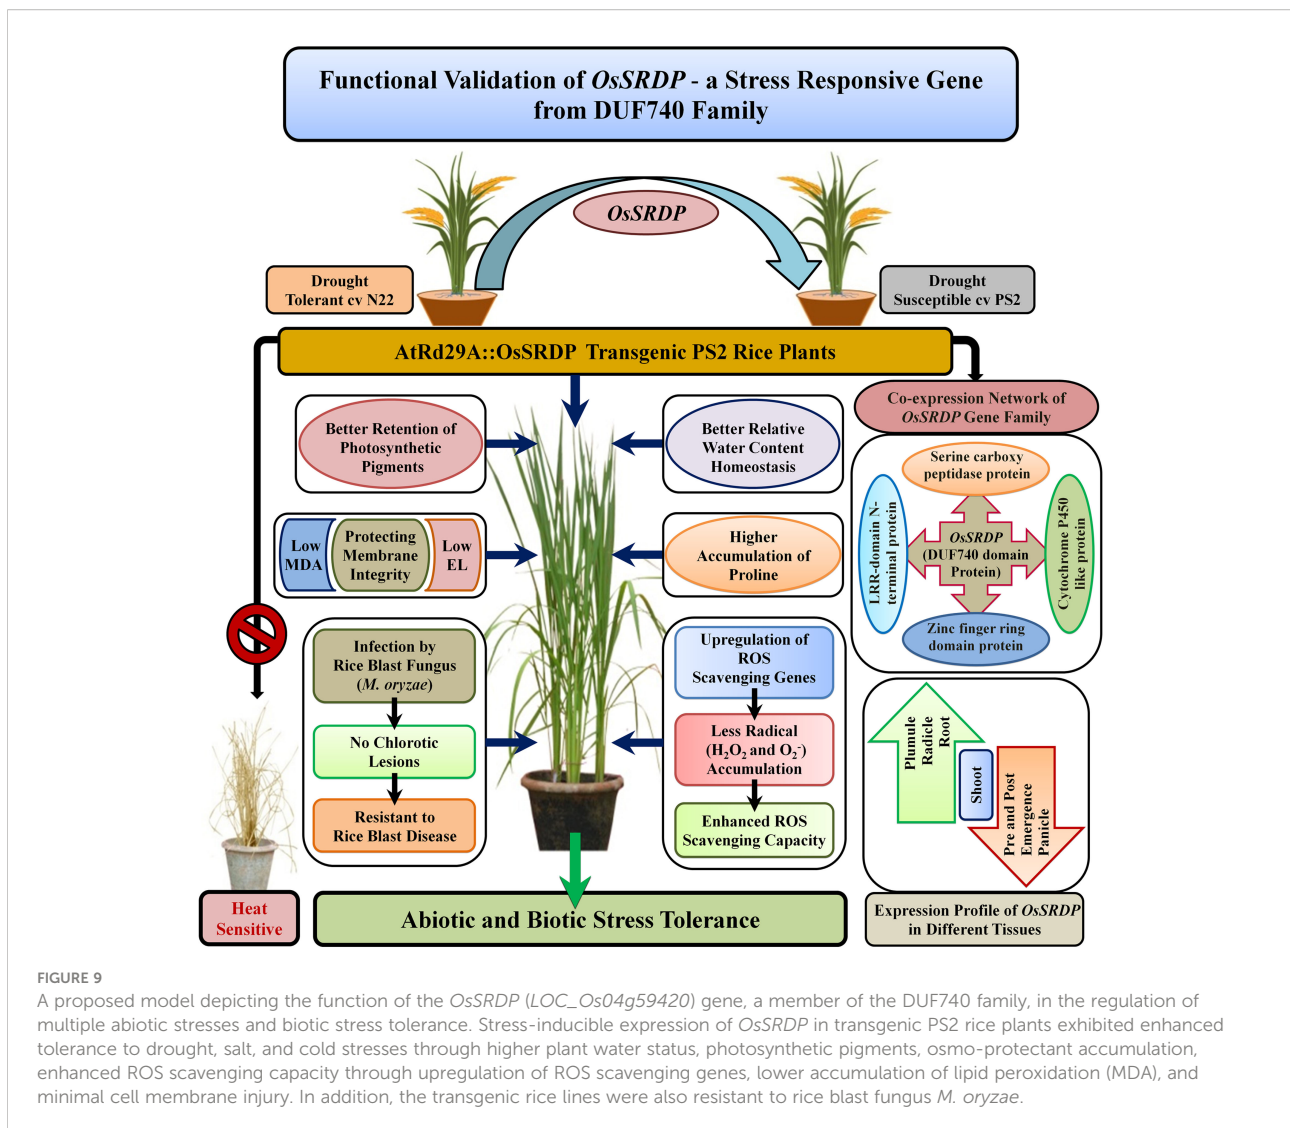 Functional Validation of OsSRDP - a Stress Responsive Gene
from DUF740 Family
OsSRDP
Drought
Tolerant cv N22
Drought
Susceptible cv PS2
AtRd29A::OsSRDP Transgenic PS2 Rice Plants
Better Retention of
Photosynthetic
Pigments
Better Relative
Water Content
Homeostasis
Low
MDA
Protecting
Membrane
Integrity
Low
EL
Higher
Accumulation of
Proline
Infection by
Rice Blast Fungus
(M. oryzae)
No Chlorotic
Lesions
Resistant to
Rice Blast Disease
Upregulation of
ROS
Scavenging Genes
Less Radical
(H₂O₂ and O₂⁻)
Accumulation
Enhanced ROS
Scavenging Capacity
Heat
Sensitive
Abiotic and Biotic Stress Tolerance
Co-expression Network of
OsSRDP Gene Family
Serine carboxy
peptidase protein
LRR-domain N-
terminal protein
OsSRDP
(DUF740 domain
Protein)
Cytochrome P450
like protein
Zinc finger ring
domain protein
Plumule
Radicle
Root
Shoot
Pre and Post
Emergence
Panicle
Expression Profile of OsSRDP
in Different Tissues
FIGURE 9
A proposed model depicting the function of the OsSRDP (LOC_Os04g59420) gene, a member of the DUF740 family, in the regulation of
multiple abiotic stresses and biotic stress tolerance. Stress-inducible expression of OsSRDP in transgenic PS2 rice plants exhibited enhanced
tolerance to drought, salt, and cold stresses through higher plant water status, photosynthetic pigments, osmo-protectant accumulation,
enhanced ROS scavenging capacity through upregulation of ROS scavenging genes, lower accumulation of lipid peroxidation (MDA), and
minimal cell membrane injury. In addition, the transgenic rice lines were also resistant to rice blast fungus M. oryzae.